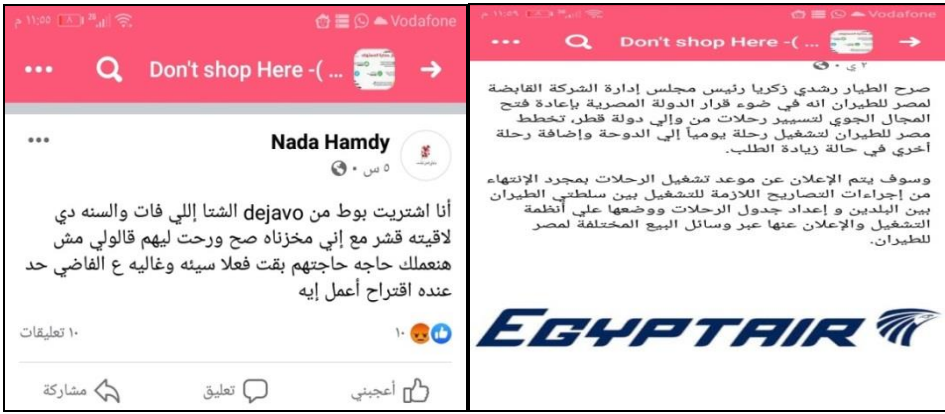 ١١:٥٥ م
Vodafone
Don't shop Here -( ...
Nada Hamdy
٥ س
أنا اشتريت بوط من dejavo الشتا إللي فات والسنه دي
لاقيته قشر مع إني مخزناه صح ورحت ليهم قالولي مش
هنعملك حاجه حاجتهم بقت فعلا سيئه وغاليه ع الفاضي حد
عنده اقتراح أعمل إيه
١٠
١٠ تعليقات
أعجبني
تعليق
مشاركة
١١:٥٩ م
Vodafone
Don't shop Here -( ...
٢ ي
صرح الطيار رشدي زكريا رئيس مجلس إدارة الشركة القابضة
لمصر للطيران انه في ضوء قرار الدولة المصرية بإعادة فتح
المجال الجوي لتسيير رحلات من وإلي دولة قطر، تخطط
مصر للطيران لتشغيل رحلة يومياً إلي الدوحة وإضافة رحلة
أخري في حالة زيادة الطلب.
وسوف يتم الإعلان عن موعد تشغيل الرحلات بمجرد الإنتهاء
من إجراءات التصاريح اللازمة للتشغيل بين سلطتي الطيران
بين البلدين و إعداد جدول الرحلات ووضعها علي أنظمة
التشغيل والإعلان عنها عبر وسائل البيع المختلفة لمصر
للطيران.
EGYPTAIR